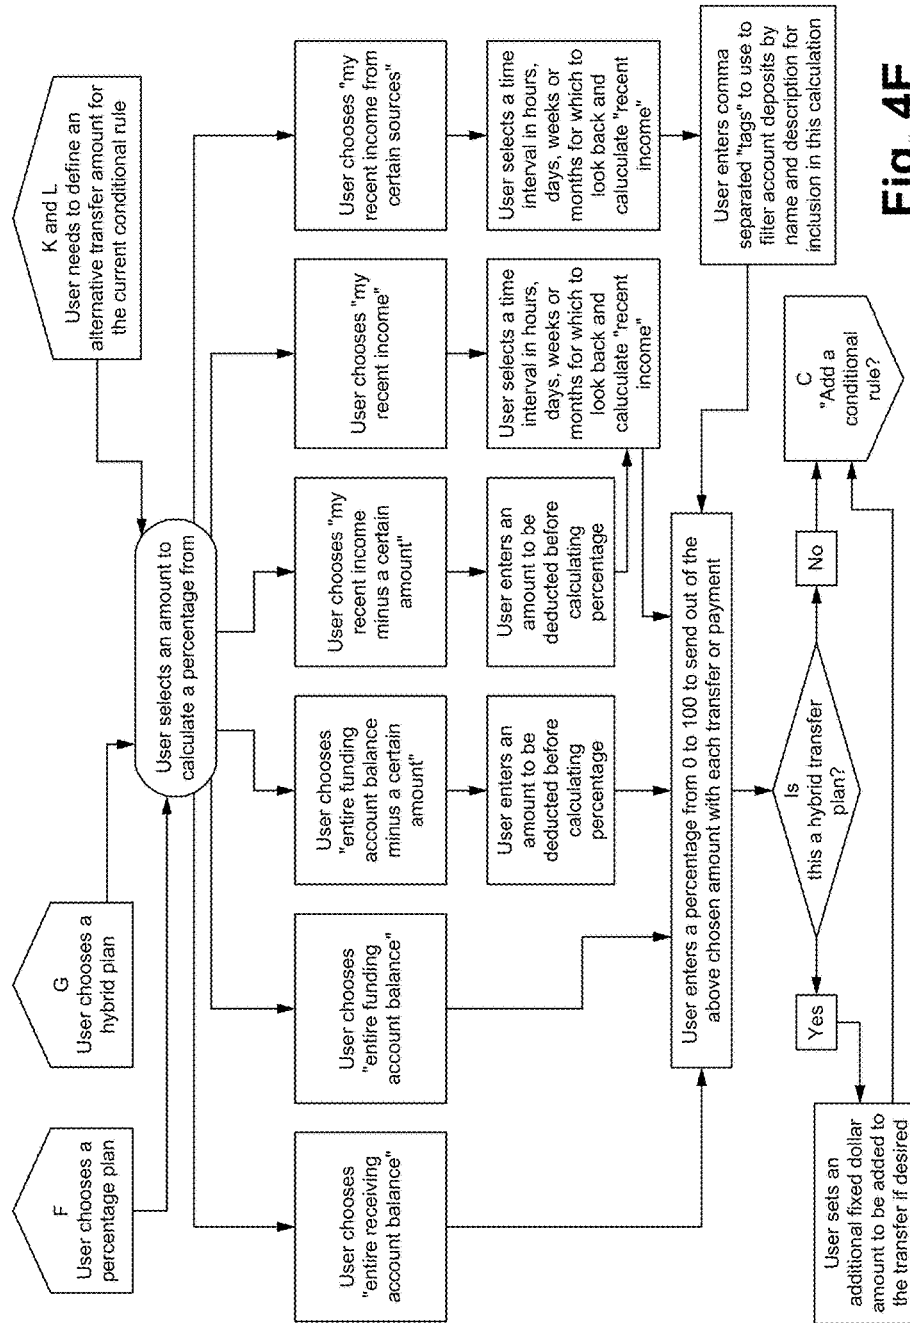 F
User chooses a
percentage plan
G
User chooses a
hybrid plan
K and L
User needs to define an
alternative transfer amount for
the current conditional rule
User selects an amount to
calculate a percentage from
User chooses
"entire receiving
account balance"
User chooses
"entire funding
account balance"
User chooses
"entire funding
account balance
minus a certain
amount"
User chooses "my
recent income
minus a certain
amount"
User chooses "my
recent income"
User chooses "my
recent income from
certain sources"
User enters an
amount to be
deducted before
calculating
percentage
User enters an
amount to be
deducted before
calculating
percentage
User selects a time
interval in hours,
days, weeks or
months for which to
look back and
caluculate "recent
income"
User selects a time
interval in hours,
days, weeks or
months for which to
look back and
caluculate "recent
income"
User enters a percentage from 0 to 100 to send out of the
above chosen amount with each transfer or payment
User enters comma
separated "tags" to use to
filter account deposits by
name and description for
inclusion in this calculation
Yes
Is
this a hybrid transfer
plan?
No
C
"Add a
conditional
rule?
User sets an
additional fixed dollar
amount to be added to
the transfer if desired
Fig. 4F